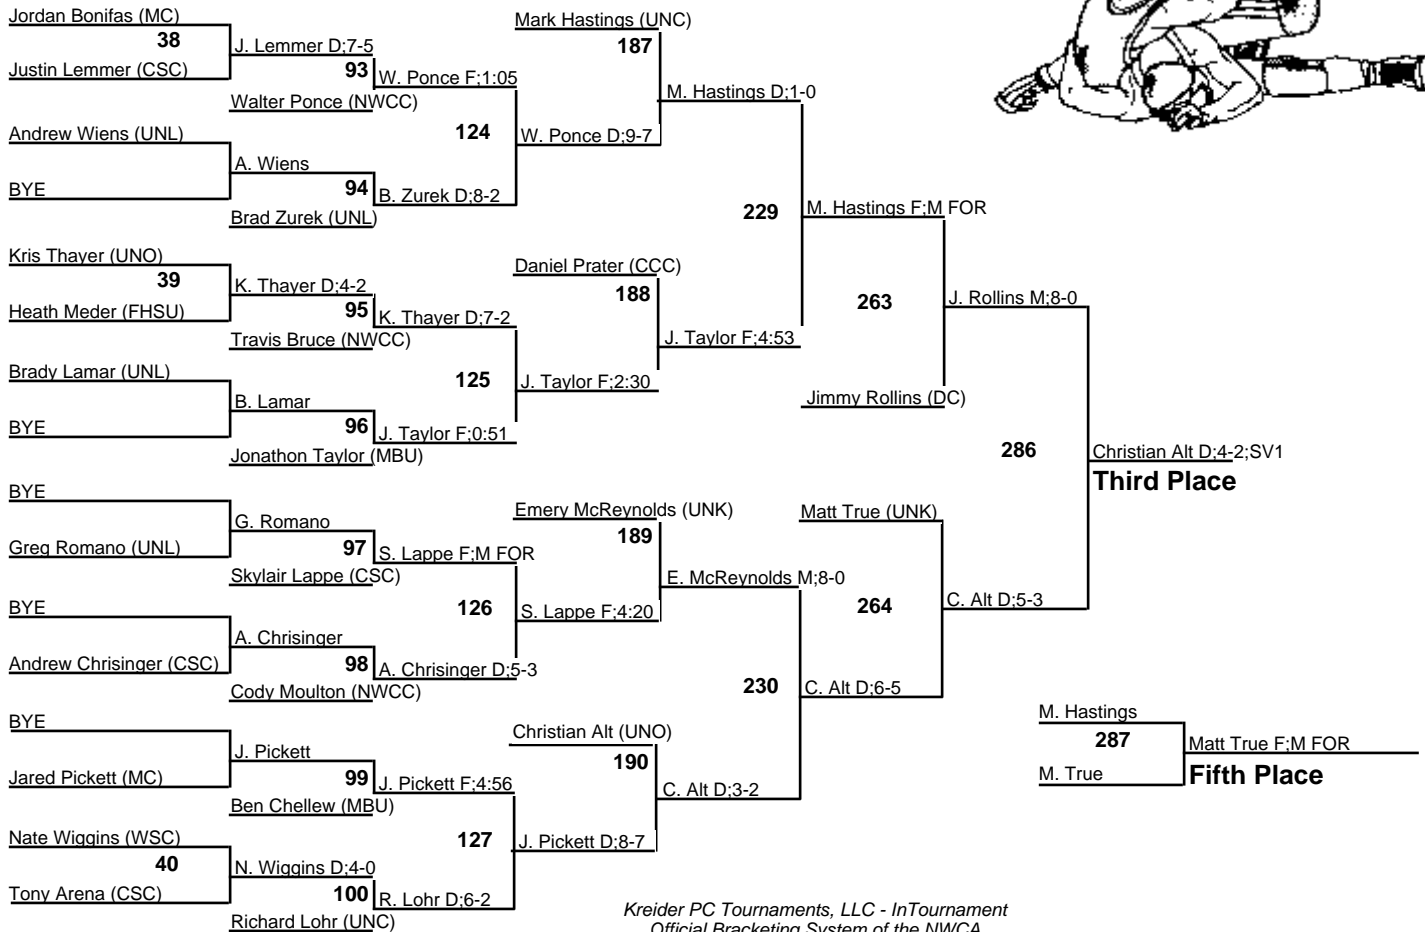 Jordan Bonifas (MC)
38
Justin Lemmer (CSC)
J. Lemmer D;7-5
93
Walter Ponce (NWCC)
W. Ponce F;1:05
Andrew Wiens (UNL)
BYE
A. Wiens
94
Brad Zurek (UNL)
B. Zurek D;8-2
124
W. Ponce D;9-7
Mark Hastings (UNC)
187
M. Hastings D;1-0
Kris Thayer (UNO)
39
Heath Meder (FHSU)
K. Thayer D;4-2
95
Travis Bruce (NWCC)
K. Thayer D;7-2
Brady Lamar (UNL)
BYE
B. Lamar
96
Jonathon Taylor (MBU)
J. Taylor F;0:51
125
J. Taylor F;2:30
Daniel Prater (CCC)
188
J. Taylor F;4:53
229
M. Hastings F;M FOR
263
Jimmy Rollins (DC)
J. Rollins M;8-0
BYE
Greg Romano (UNL)
G. Romano
97
Skylair Lappe (CSC)
S. Lappe F;M FOR
BYE
Andrew Chrisinger (CSC)
A. Chrisinger
98
Cody Moulton (NWCC)
A. Chrisinger D;5-3
126
S. Lappe F;4:20
Emery McReynolds (UNK)
189
E. McReynolds M;8-0
BYE
Jared Pickett (MC)
J. Pickett
99
Ben Chellew (MBU)
J. Pickett F;4:56
Nate Wiggins (WSC)
40
Tony Arena (CSC)
N. Wiggins D;4-0
100
Richard Lohr (UNC)
R. Lohr D;6-2
127
J. Pickett D;8-7
Christian Alt (UNO)
190
C. Alt D;3-2
230
C. Alt D;6-5
Matt True (UNK)
264
C. Alt D;5-3
286
Christian Alt D;4-2;SV1
Third Place
M. Hastings
287
M. True
Matt True F;M FOR
Fifth Place
Kreider PC Tournaments, LLC - InTournament
Official Bracketing System of the NWCA